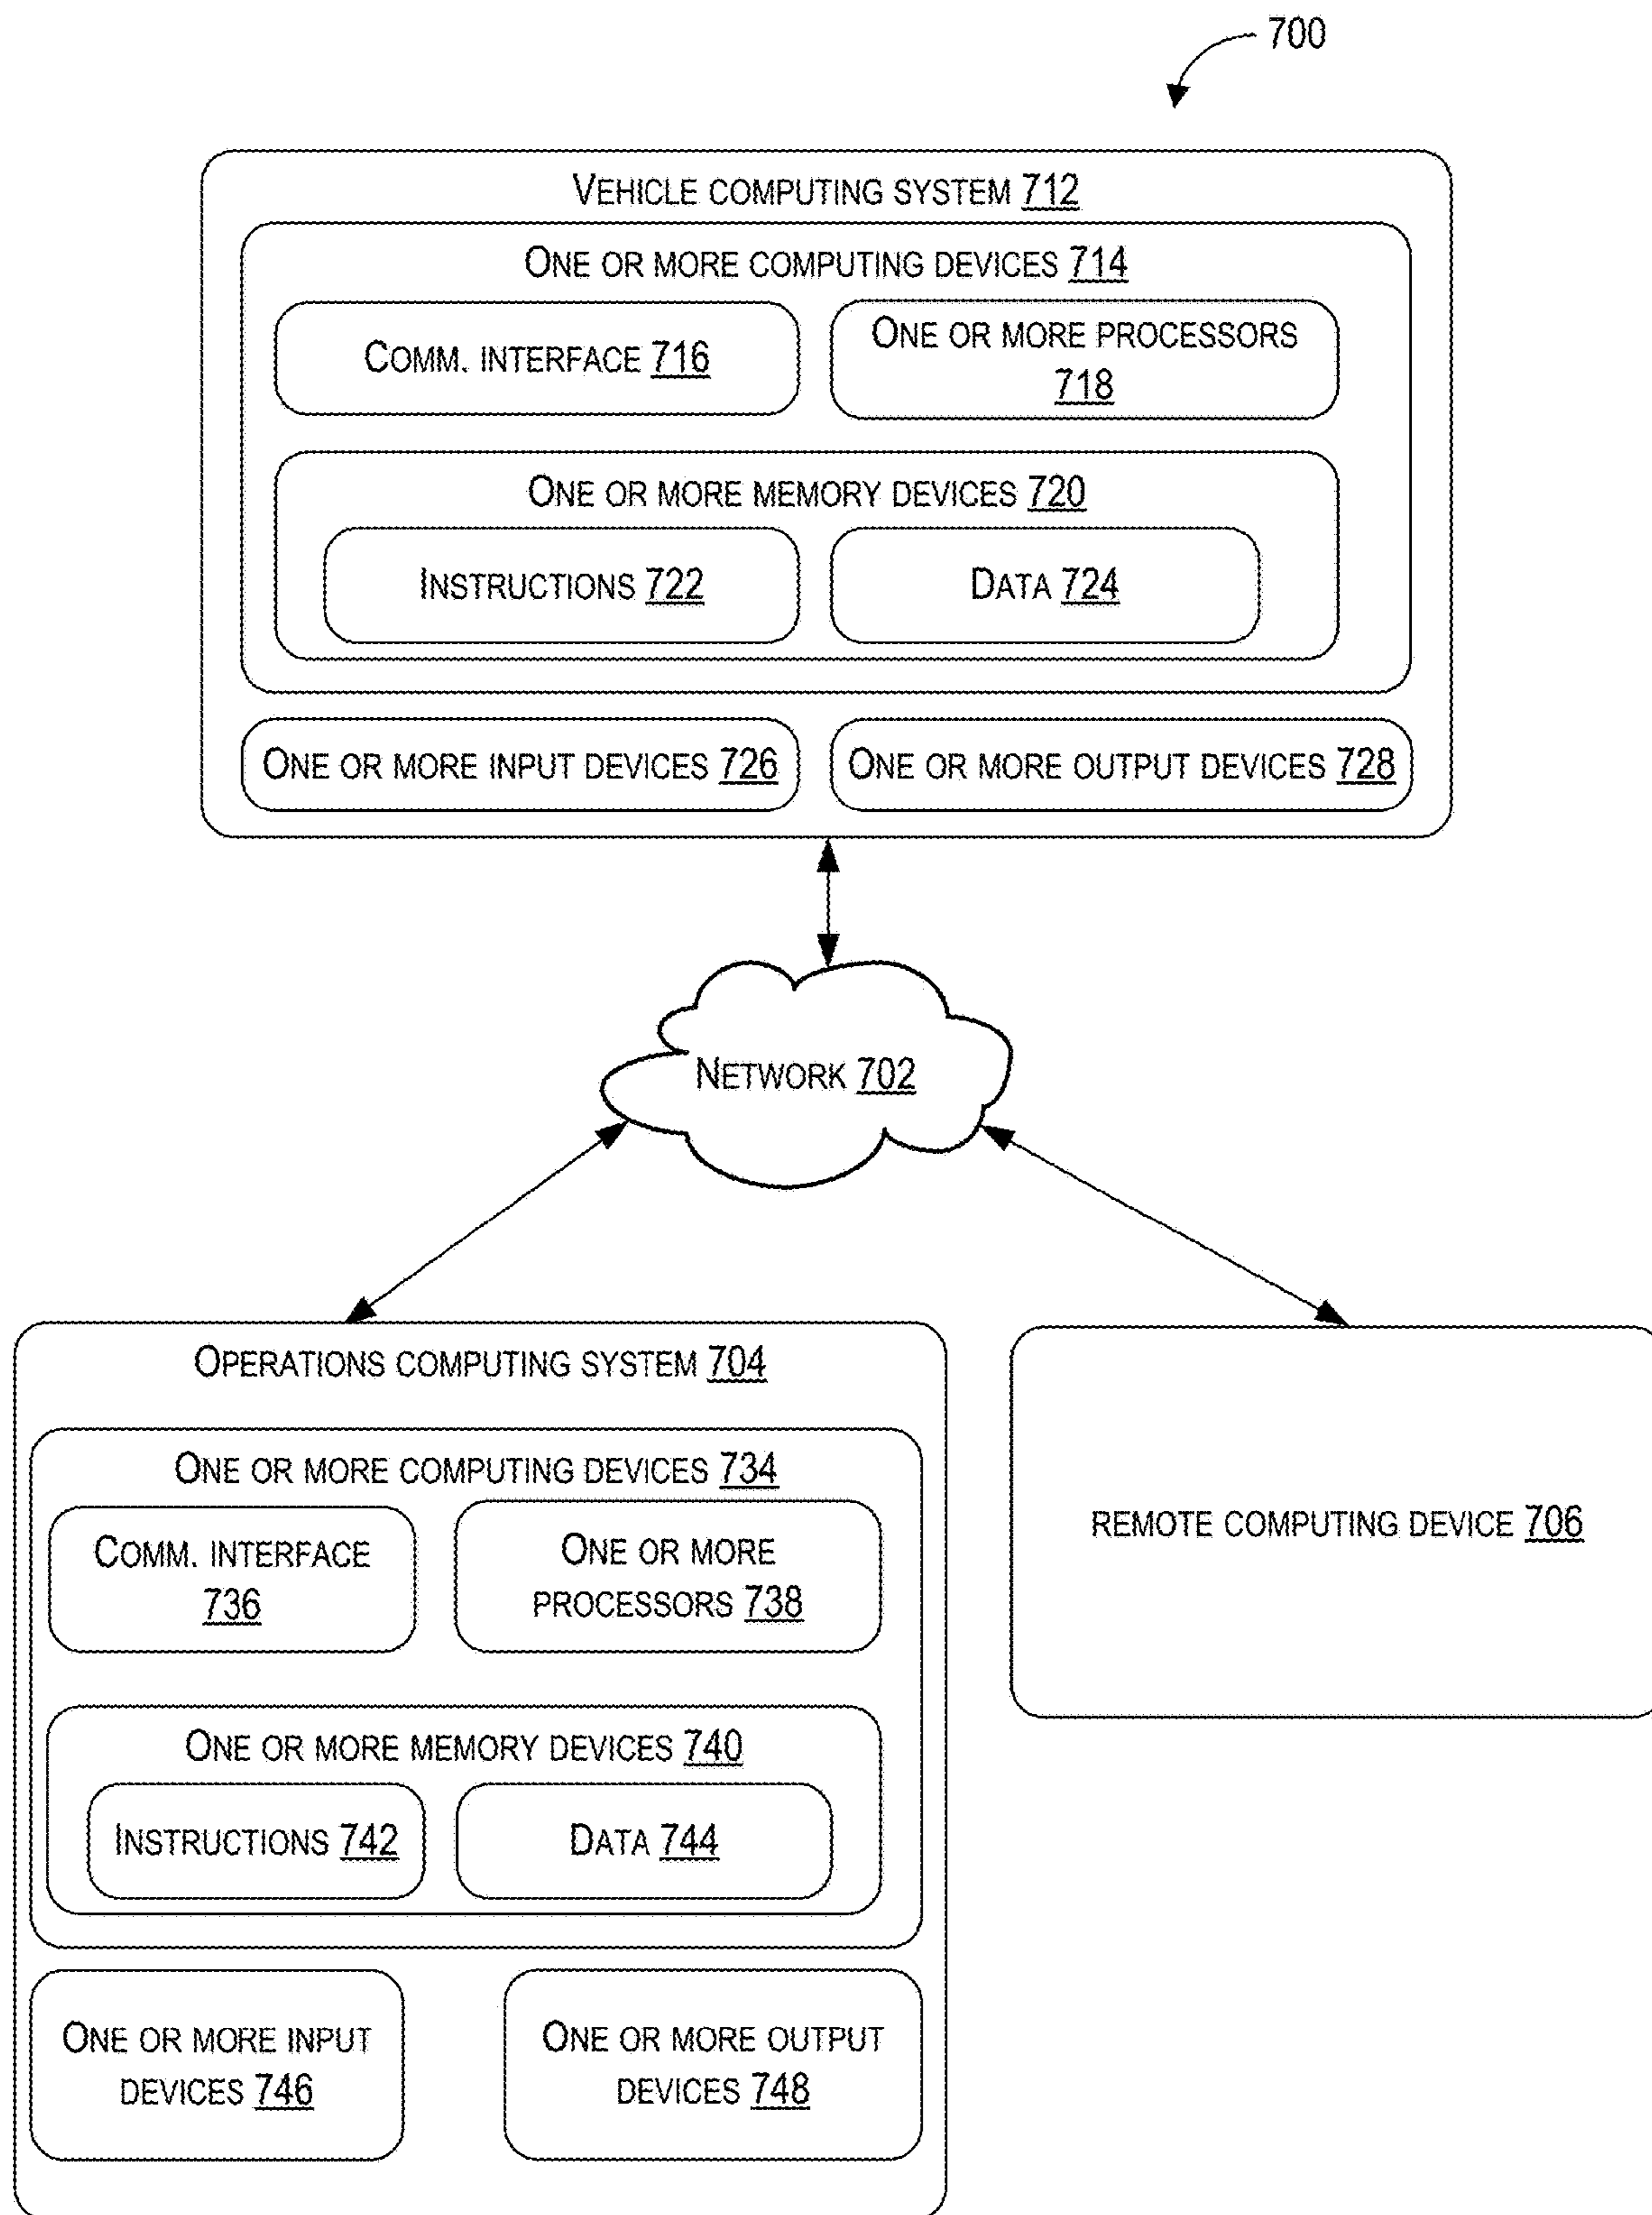 700
VEHICLE COMPUTING SYSTEM 712
ONE OR MORE COMPUTING DEVICES 714
COMM. INTERFACE 716
ONE OR MORE PROCESSORS
718
ONE OR MORE MEMORY DEVICES 720
INSTRUCTIONS 722
DATA 724
ONE OR MORE INPUT DEVICES 726
ONE OR MORE OUTPUT DEVICES 728
NETWORK 702
OPERATIONS COMPUTING SYSTEM 704
ONE OR MORE COMPUTING DEVICES 734
COMM. INTERFACE
736
ONE OR MORE
PROCESSORS 738
ONE OR MORE MEMORY DEVICES 740
INSTRUCTIONS 742
DATA 744
ONE OR MORE INPUT
DEVICES 746
ONE OR MORE OUTPUT
DEVICES 748
REMOTE COMPUTING DEVICE 706